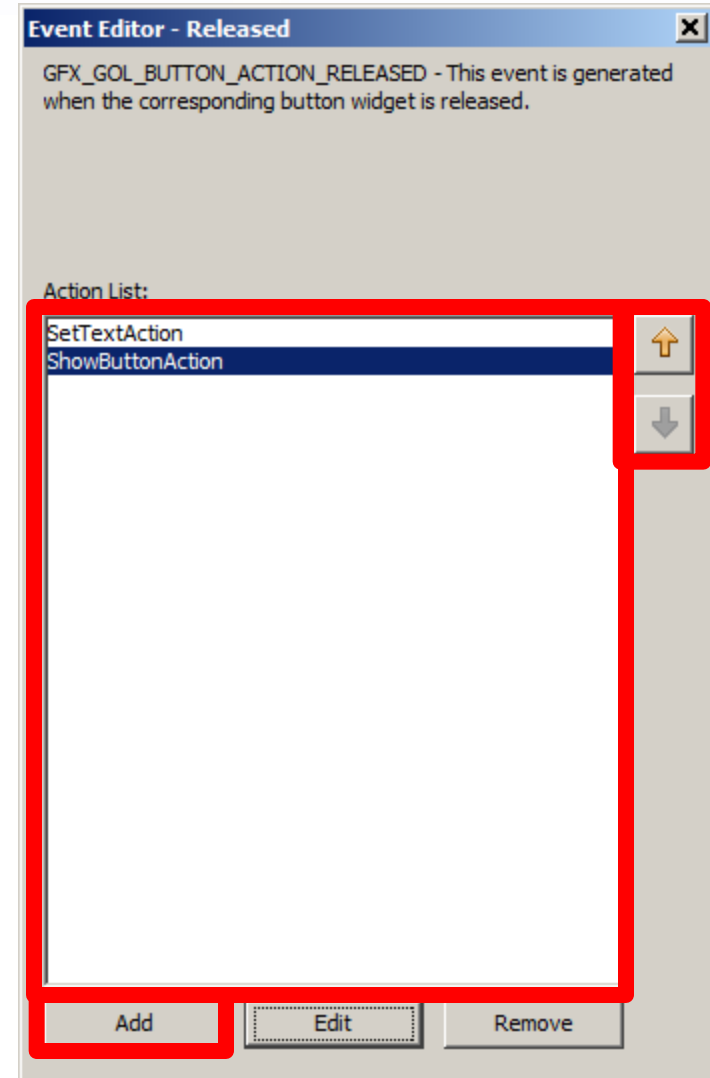 Event Editor - Released
GFX_GOL_BUTTON_ACTION_RELEASED - This event is generated
when the corresponding button widget is released.
Action List:
SetTextAction
ShowButtonAction
Add Edit Remove